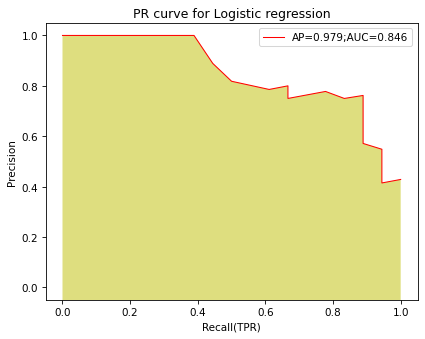 PR curve for Logistic regression
AP=0.979;AUC=0.846
Precision
1.0
0.8
0.6
0.4
0.2
0.0
0.0 0.2 0.4 0.6 0.8 1.0
Recall(TPR)